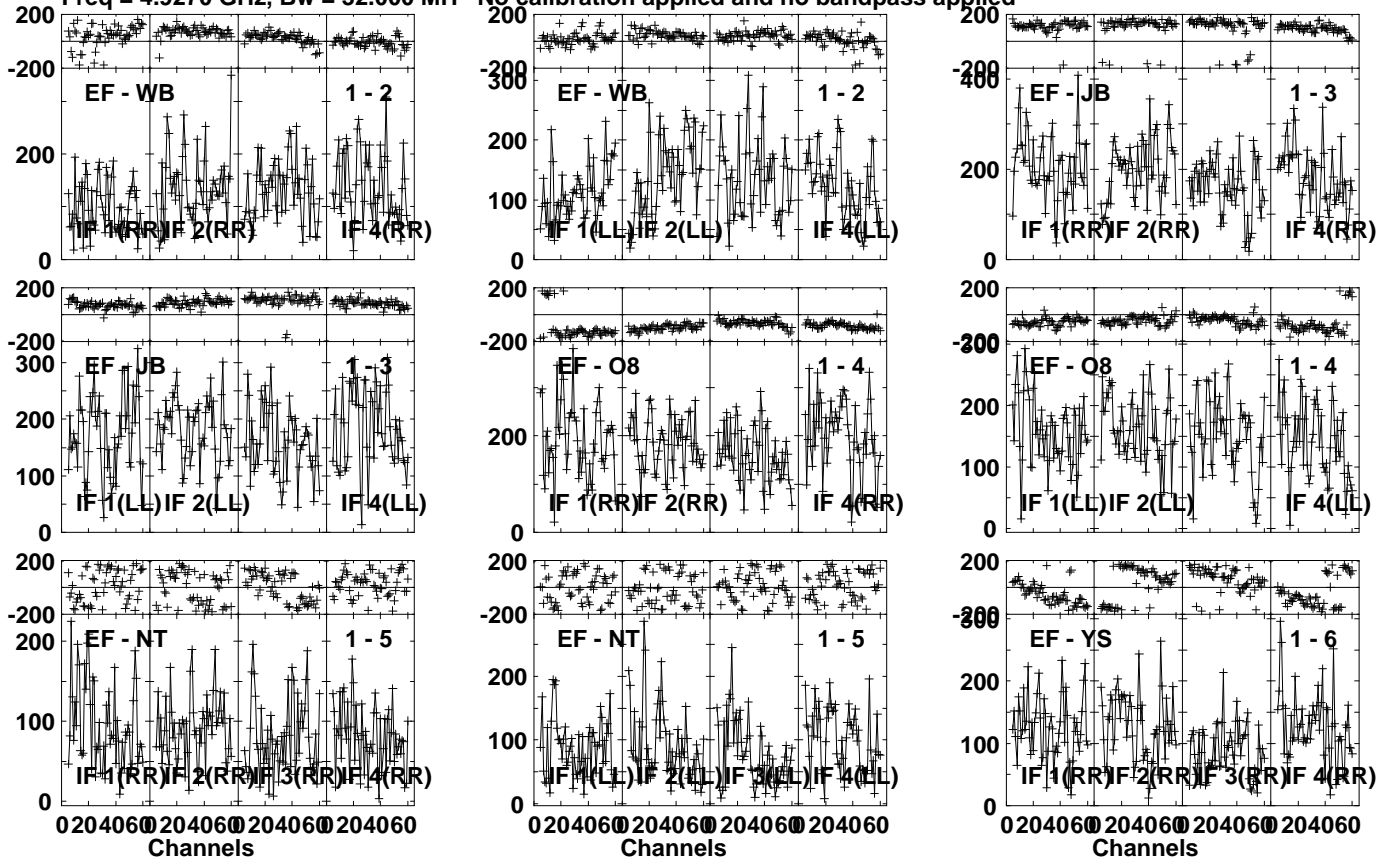 Freq = 4.9270 GHz, Bw = 32.000 MH No calibration applied and no bandpass applied
200
-200
EF - WB 1 - 2
200
0
IF 1(RR) IF 2(RR) IF 4(RR)
-200
300
EF - WB 1 - 2
200
100
0
IF 1(LL) IF 2(LL) IF 4(LL)
-200
400
EF - JB 1 - 3
200
0
IF 1(RR) IF 2(RR) IF 4(RR)
200
-200
300
EF - JB 1 - 3
200
100
0
IF 1(LL) IF 2(LL) IF 4(LL)
200
-200
EF - O8 1 - 4
200
0
IF 1(RR) IF 2(RR) IF 4(RR)
200
-200
300
EF - O8 1 - 4
200
100
0
IF 1(LL) IF 2(LL) IF 4(LL)
200
-200
200
EF - NT 1 - 5
100
0
IF 1(RR) IF 2(RR) IF 3(RR) IF 4(RR)
0 20 40 60 0 20 40 60 0 20 40 60 0 20 40 60
Channels
200
-200
EF - NT 1 - 5
200
100
0
IF 1(LL) IF 2(LL) IF 3(LL) IF 4(LL)
0 20 40 60 0 20 40 60 0 20 40 60 0 20 40 60
Channels
200
-200
300
EF - YS 1 - 6
200
100
0
IF 1(RR) IF 2(RR) IF 3(RR) IF 4(RR)
0 20 40 60 0 20 40 60 0 20 40 60 0 20 40 60
Channels